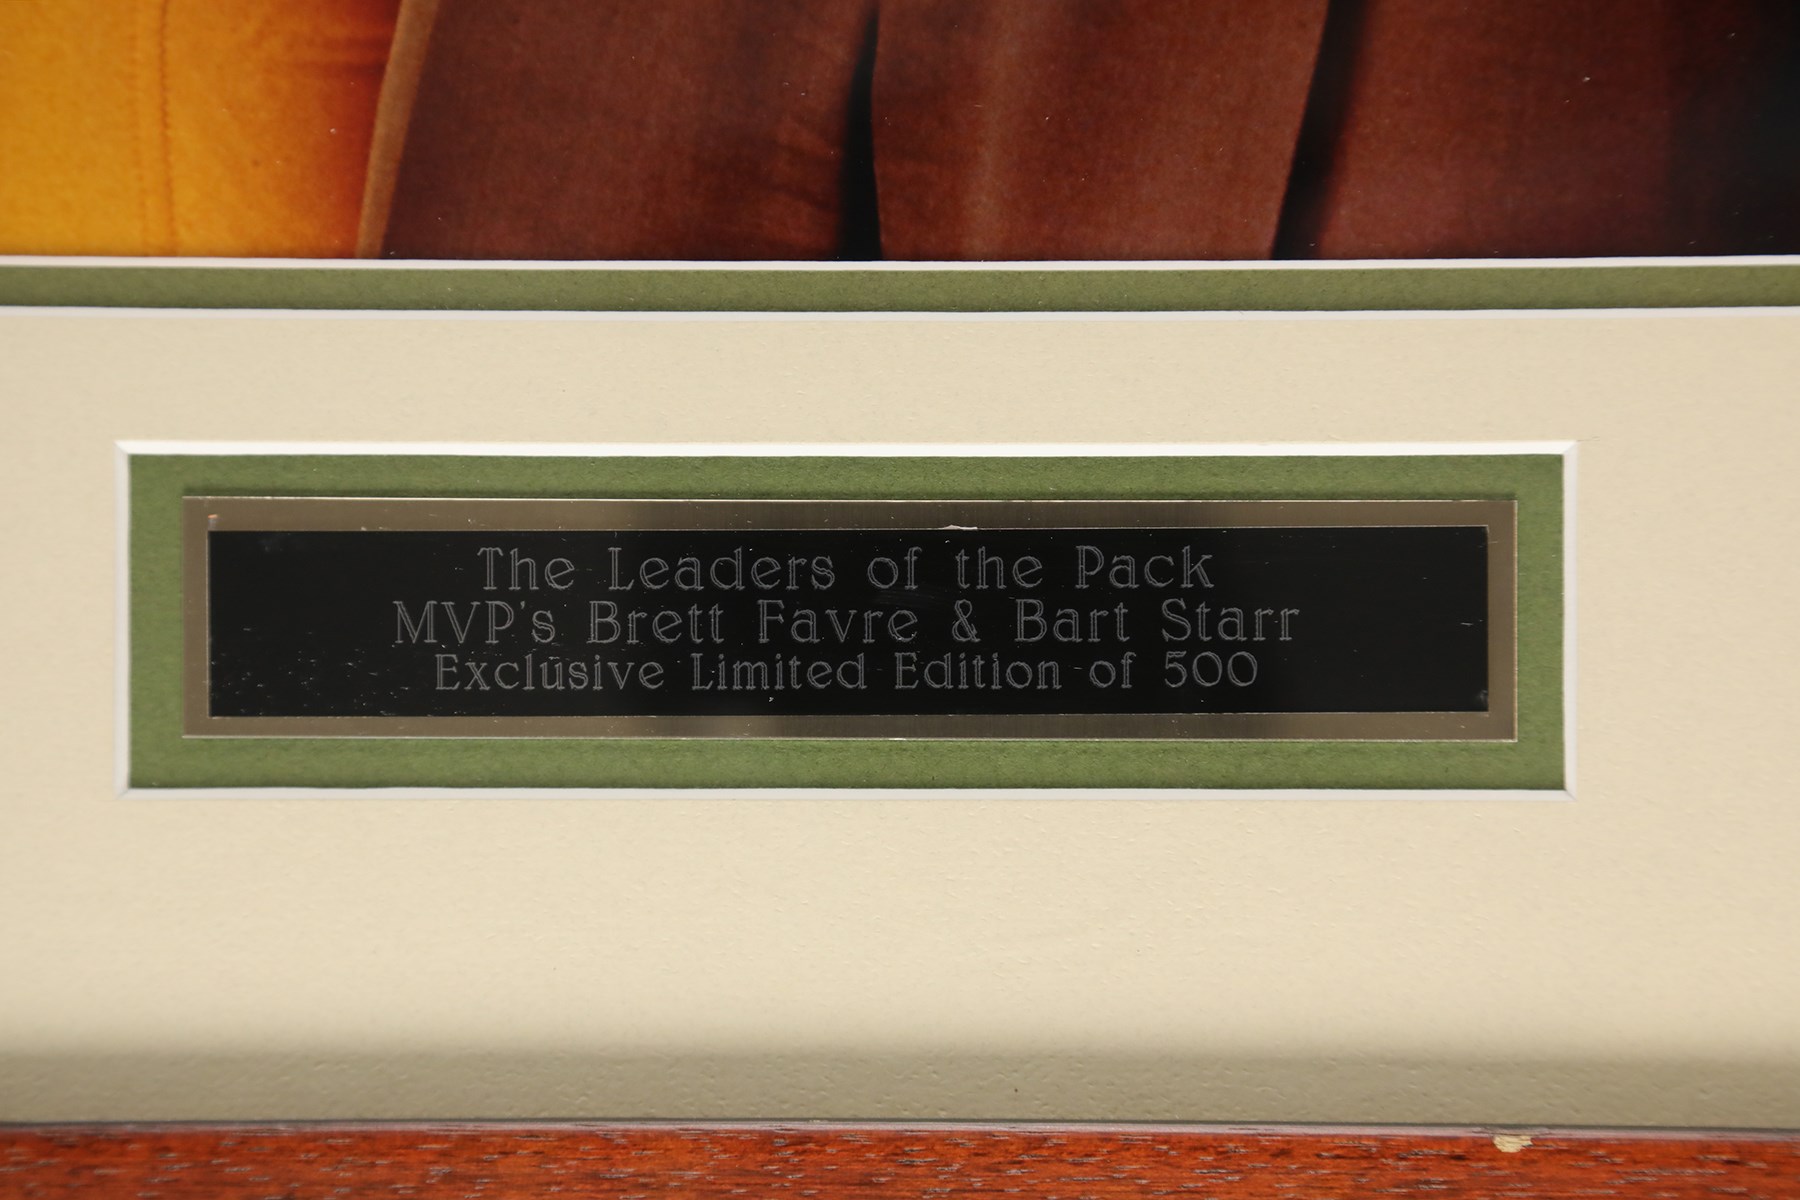 The Leaders of the Pack
MVP's Brett Favre & Bart Starr
Exclusive Limited Edition of 500